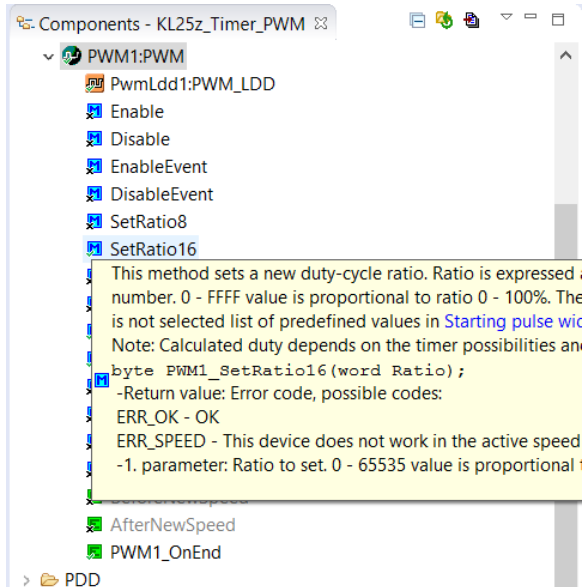 Components - KL25z_Timer_PWM
PWM1:PWM
PwmLdd1:PWM_LDD
Enable
Disable
EnableEvent
DisableEvent
SetRatio8
SetRatio16
This method sets a new duty-cycle ratio. Ratio is expressed
number. 0 - FFFF value is proportional to ratio 0 - 100%. The
is not selected list of predefined values in Starting pulse
Note: Calculated duty depends on the timer possibilities
byte PWM1_SetRatio16(word Ratio);
-Return value: Error code, possible codes:
ERR_OK - OK
ERR_SPEED - This device does not work in the active speed
-1. parameter: Ratio to set. 0 - 65535 value is proportional
BeforeNewSpeed
AfterNewSpeed
PWM1_OnEnd
PDD